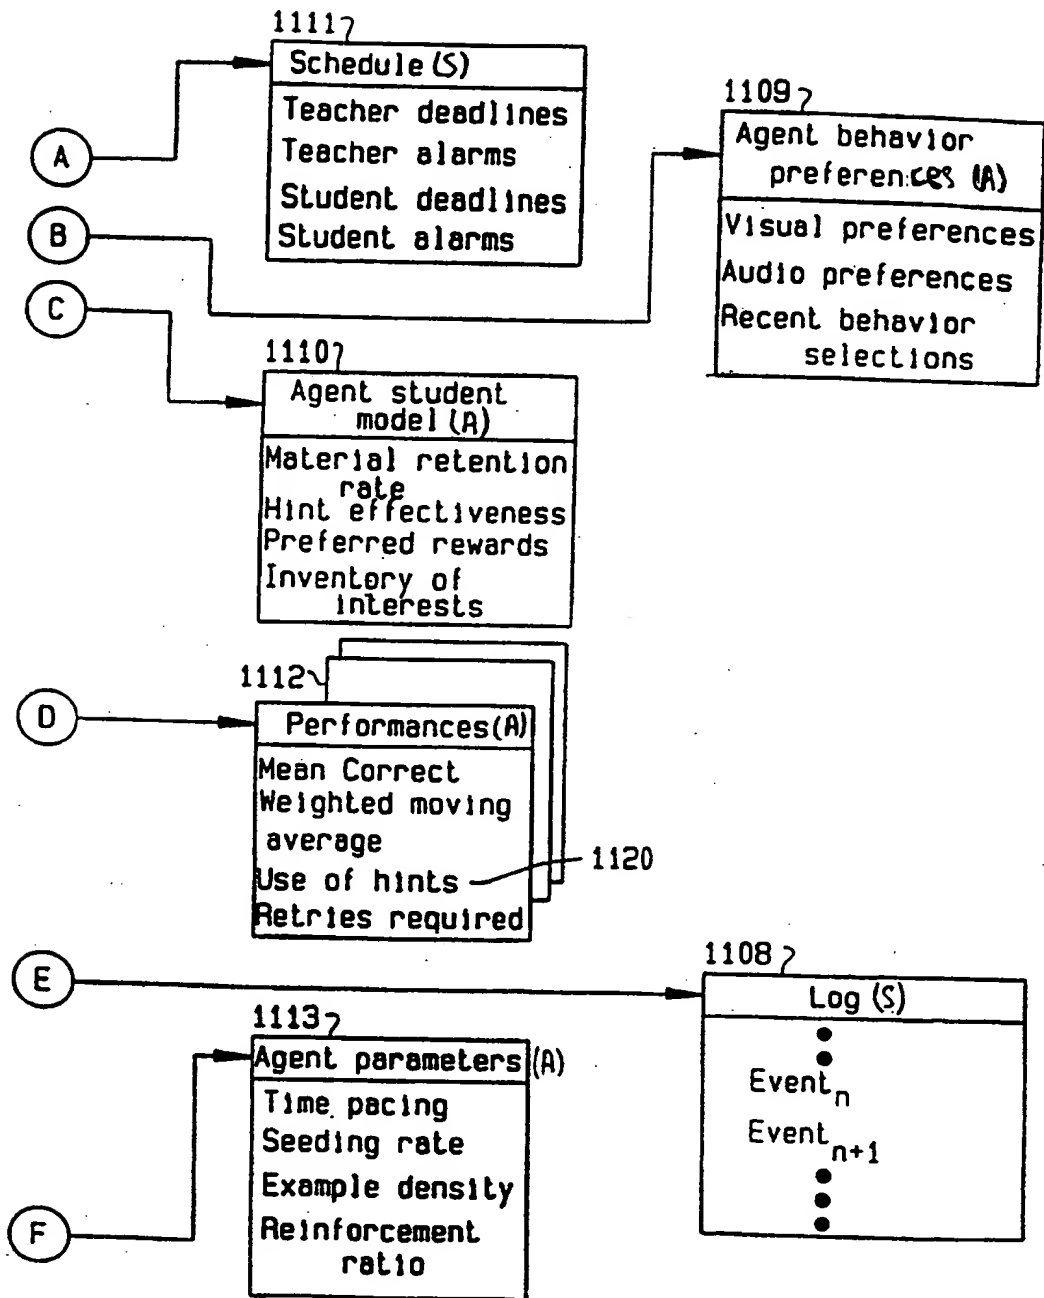 1111
Schedule (S)
Teacher deadlines
Teacher alarms
Student deadlines
Student alarms
A
B
C
1109
Agent behavior
preferences (A)
Visual preferences
Audio preferences
Recent behavior
selections
1110
Agent student
model (A)
Material retention
rate
Hint effectiveness
Preferred rewards
Inventory of
interests
D
1112
Performances (A)
Mean Correct
Weighted moving
average
Use of hints
1120
Retries required
E
1108
Log (S)
Event n
Event n+1
F
1113
Agent parameters (A)
Time pacing
Seeding rate
Example density
Reinforcement
ratio